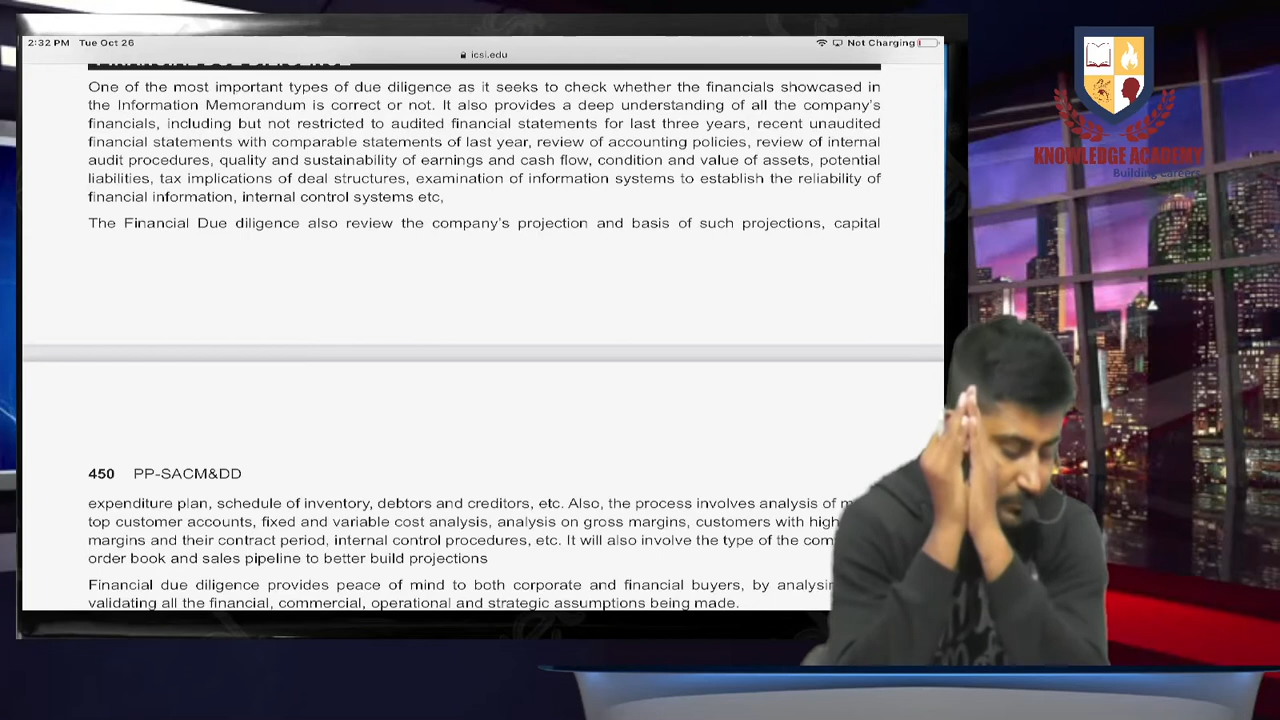 2:32 PM Tue Oct 26
Not Charging
icsi.edu
One of the most important types of due diligence as it seeks to check whether the financials showcased in
the Information Memorandum is correct or not. It also provides a deep understanding of all the company's
financials, including but not restricted to audited financial statements for last three years, recent unaudited
financial statements with comparable statements of last year, review of accounting policies, review of internal
audit procedures, quality and sustainability of earnings and cash flow, condition and value of assets, potential
liabilities, tax implications of deal structures, examination of information systems to establish the reliability of
financial information, internal control systems etc,
The Financial Due diligence also review the company's projection and basis of such projections, capital
450 PP-SACM&DD
expenditure plan, schedule of inventory, debtors and creditors, etc. Also, the process involves analysis of
top customer accounts, fixed and variable cost analysis, analysis on gross margins, customers with
margins and their contract period, internal control procedures, etc. It will also involve the type of the
order book and sales pipeline to better build projections
Financial due diligence provides peace of mind to both corporate and financial buyers, by
validating all the financial, commercial, operational and strategic assumptions being made.
KNOWLEDGE ACADEMY
Building Careers